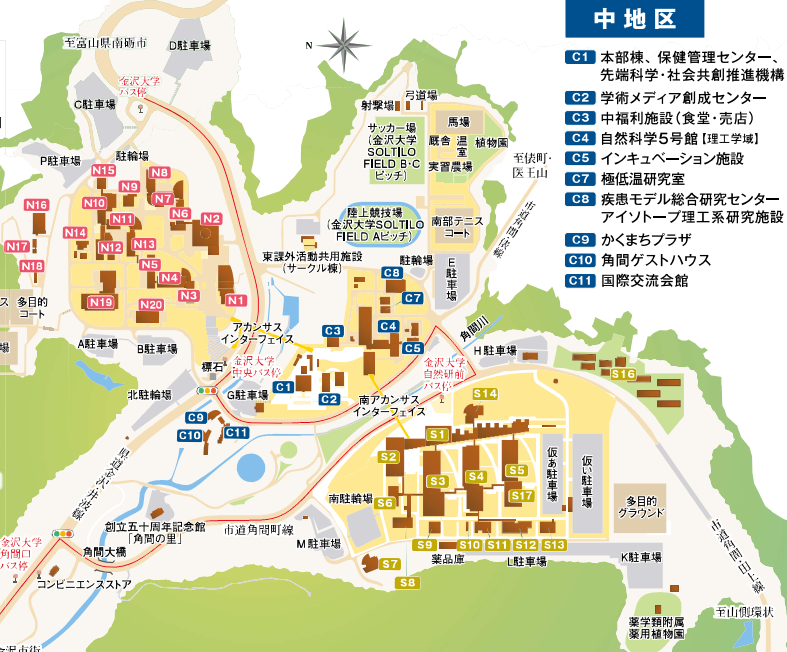 中地区
C1 本部棟、保健管理センター、
先端科学・社会共創推進機構
C2 学術メディア創成センター
C3 中福利施設（食堂・売店）
C4 自然科学5号館【理工学域】
C5 インキュベーション施設
C7 極低温研究室
C8 疾患モデル総合研究センター
アイソトープ理工系研究施設
C9 かくまちプラザ
C10 角間ゲストハウス
C11 国際交流会館
至富山県南砺市
D駐車場
N
金沢大学
バス停
C駐車場
P駐車場
駐輪場
弓道場
射撃場
サッカー場
（金沢大学
SOLTILO
FIELD B・C
ピッチ）
馬場
厩舎
温室
植物園
実習農場
至俵町・
医王山
市道角間・俵線
陸上競技場
（金沢大学SOLTILO
FIELD Aピッチ）
南部テニス
コート
東課外活動共用施設
（サークル棟）
駐輪場
E駐車場
N15
N8
N9
N7
N10
N16
N11
N6
N2
N14
N12
N13
N17
N18
N5
N4
N3
N1
N19
N20
多目的
コート
ス
場
A駐車場
B駐車場
アカンサス
インターフェイス
標石
金沢大学
中央バス停
北駐輪場
G駐車場
C8
C7
C3
C4
C5
C1
C2
C9
C10
C11
角間川
金沢大学
自然研前
バス停
H駐車場
南アカンサス
インターフェイス
S16
S14
S1
S2
S3
S4
S5
S17
S6
仮あ駐車場
仮い駐車場
多目的
グラウンド
南駐輪場
県道金沢・井波線
創立五十周年記念館
「角間の里」
市道角間町線
M駐車場
S7
S8
S9
S10
S11
S12
S13
薬品庫
L駐車場
K駐車場
市道角間・田上線
至山側環状
薬学類附属
薬用植物園
金沢大学
角間口
バス停
角間大橋
コンビニエンスストア
金沢市街